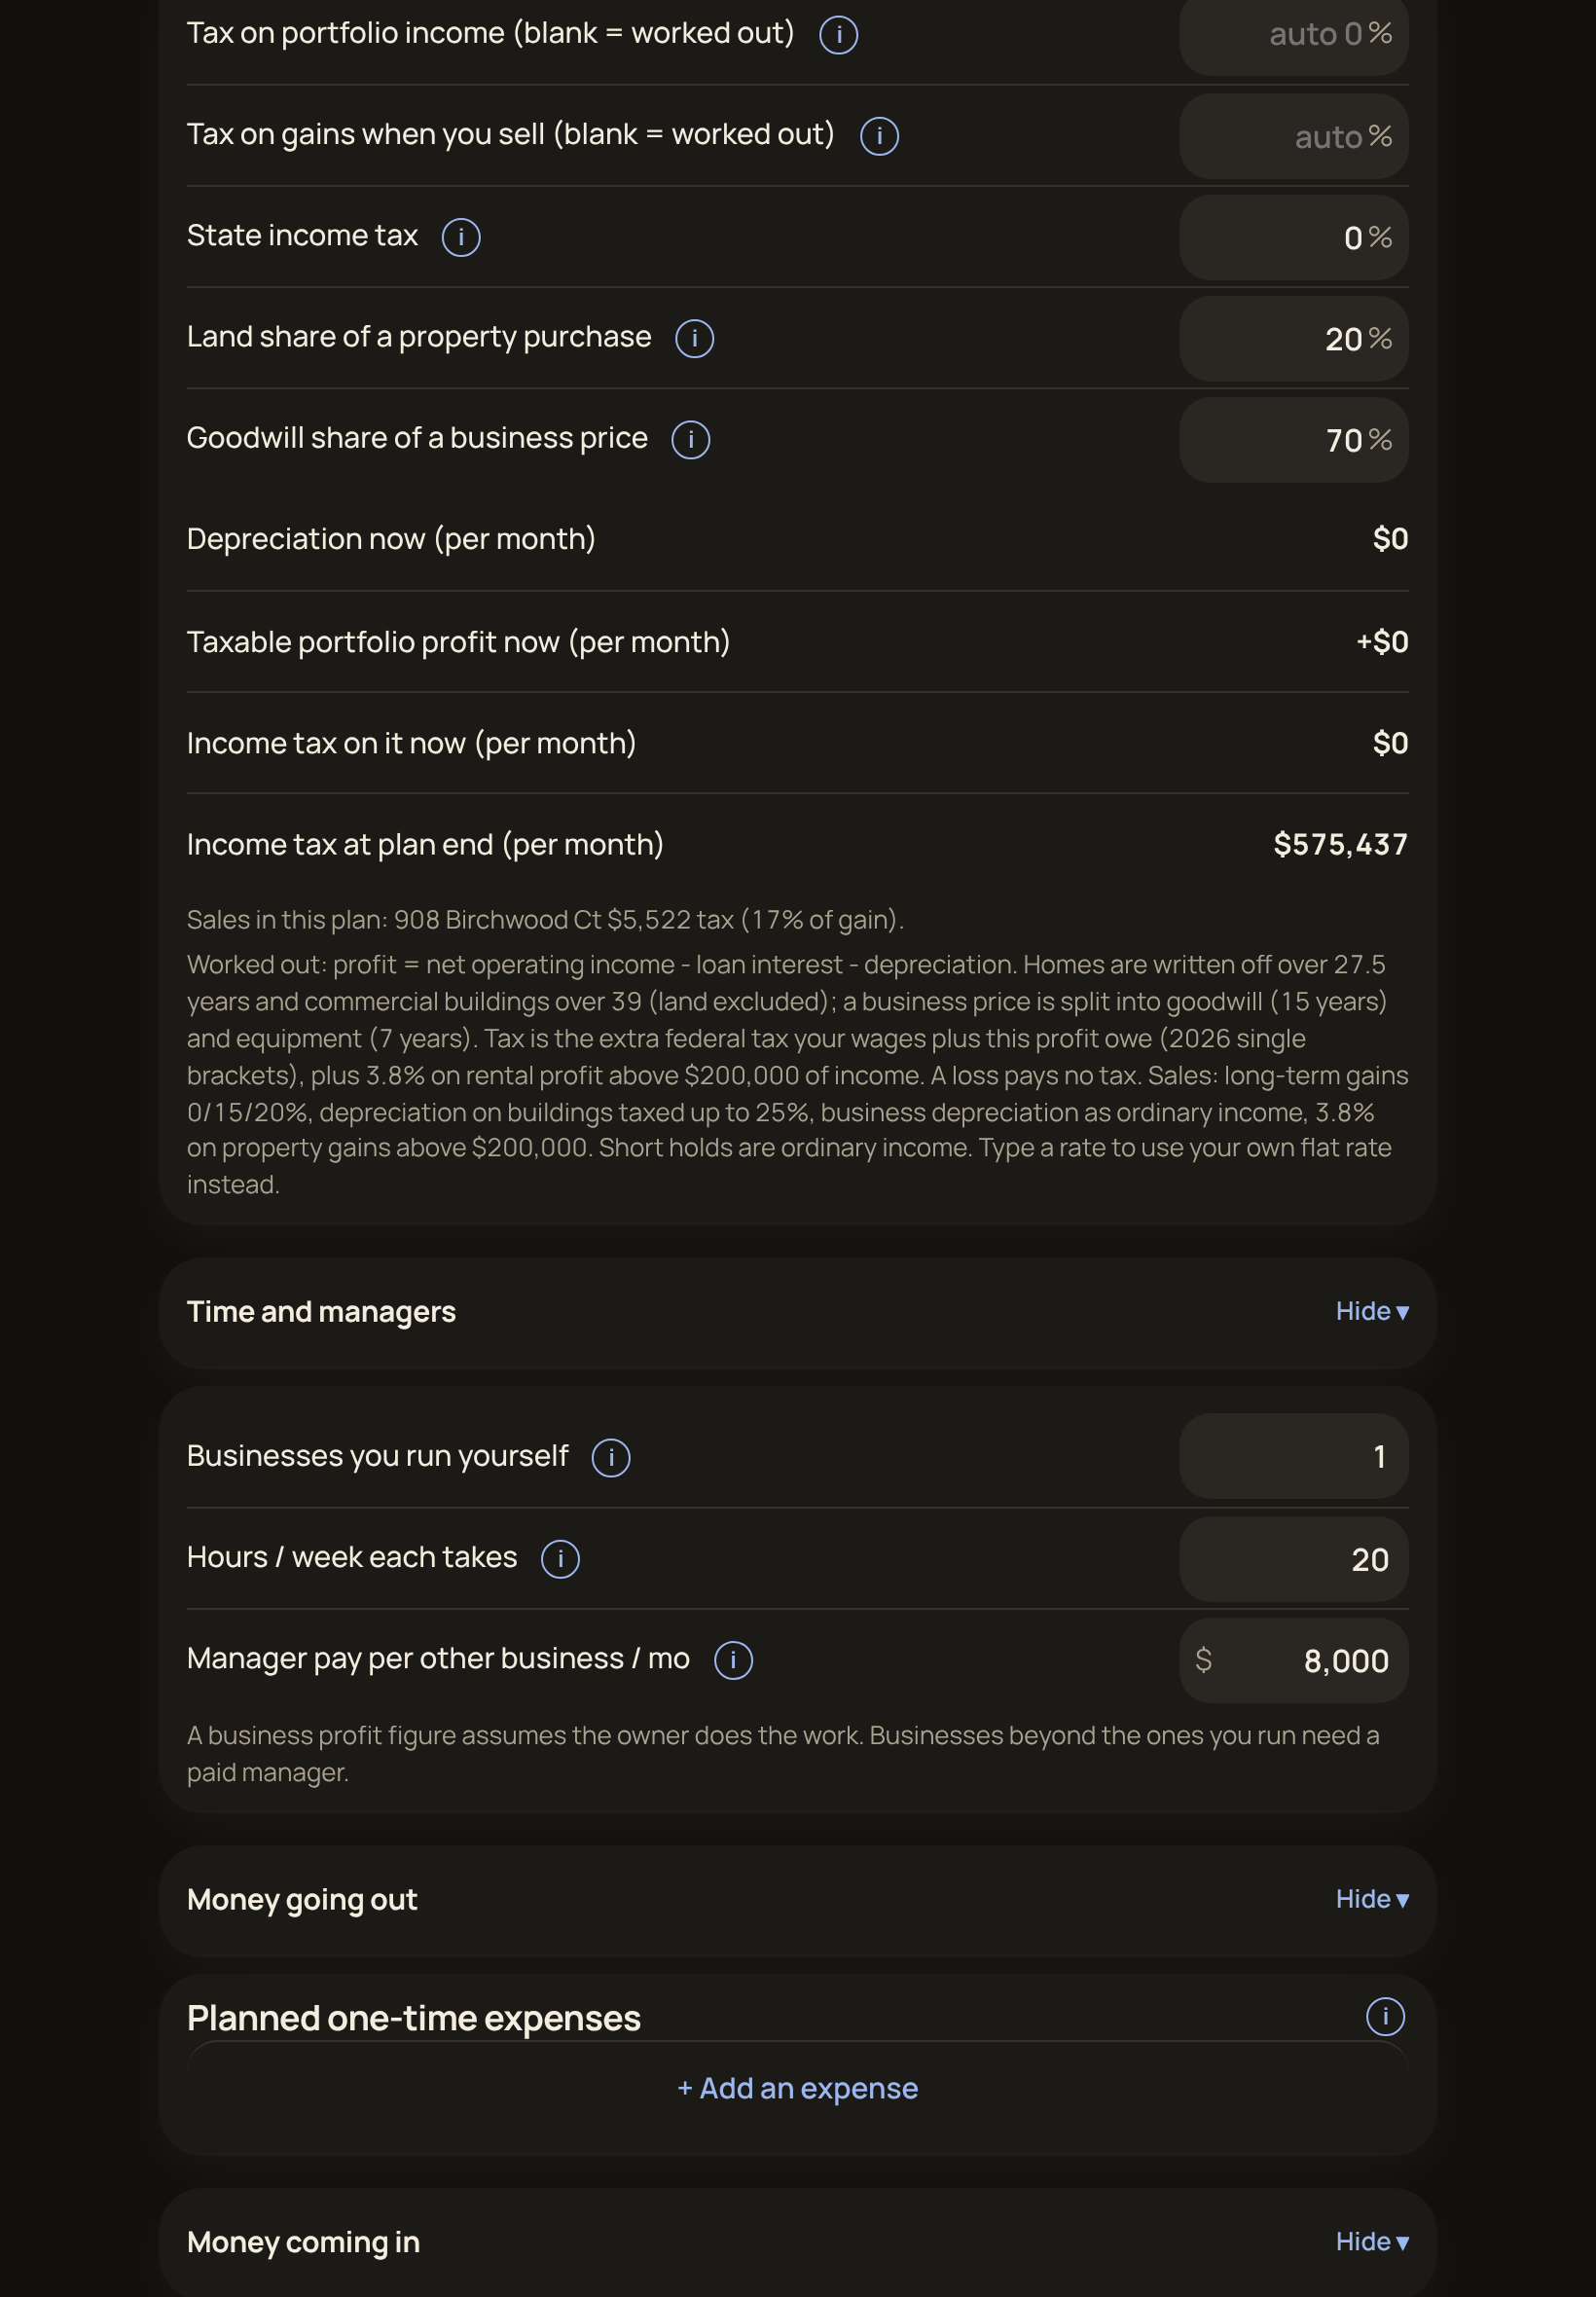 Tax on portfolio income (blank = worked out) i auto 0 %
Tax on gains when you sell (blank = worked out) i auto %
State income tax i 0 %
Land share of a property purchase i 20 %
Goodwill share of a business price i 70 %
Depreciation now (per month) $0
Taxable portfolio profit now (per month) +$0
Income tax on it now (per month) $0
Income tax at plan end (per month) $575,437
Sales in this plan: 908 Birchwood Ct $5,522 tax (17% of gain).
Worked out: profit = net operating income - loan interest - depreciation. Homes are written off over 27.5
years and commercial buildings over 39 (land excluded); a business price is split into goodwill (15 years)
and equipment (7 years). Tax is the extra federal tax your wages plus this profit owe (2026 single
brackets), plus 3.8% on rental profit above $200,000 of income. A loss pays no tax. Sales: long-term gains
0/15/20%, depreciation on buildings taxed up to 25%, business depreciation as ordinary income, 3.8%
on property gains above $200,000. Short holds are ordinary income. Type a rate to use your own flat rate
instead.
Time and managers Hide ▾
Businesses you run yourself i 1
Hours / week each takes i 20
Manager pay per other business / mo i $ 8,000
A business profit figure assumes the owner does the work. Businesses beyond the ones you run need a
paid manager.
Money going out Hide ▾
Planned one-time expenses i
+ Add an expense
Money coming in Hide ▾